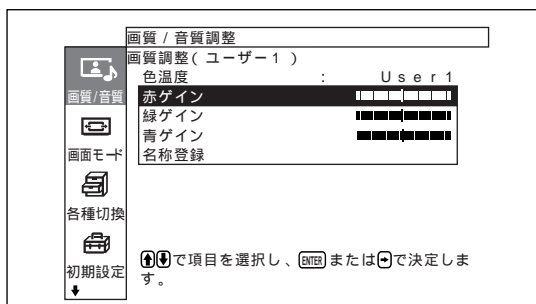 画質 / 音質調整
画質調整( ユーザー1 )
色温度 : User1
赤ゲイン
緑ゲイン
青ゲイン
名称登録
画質/音質
画面モード
各種切換
初期設定
で項目を選択し、ENTERまたはで決定しま
す。